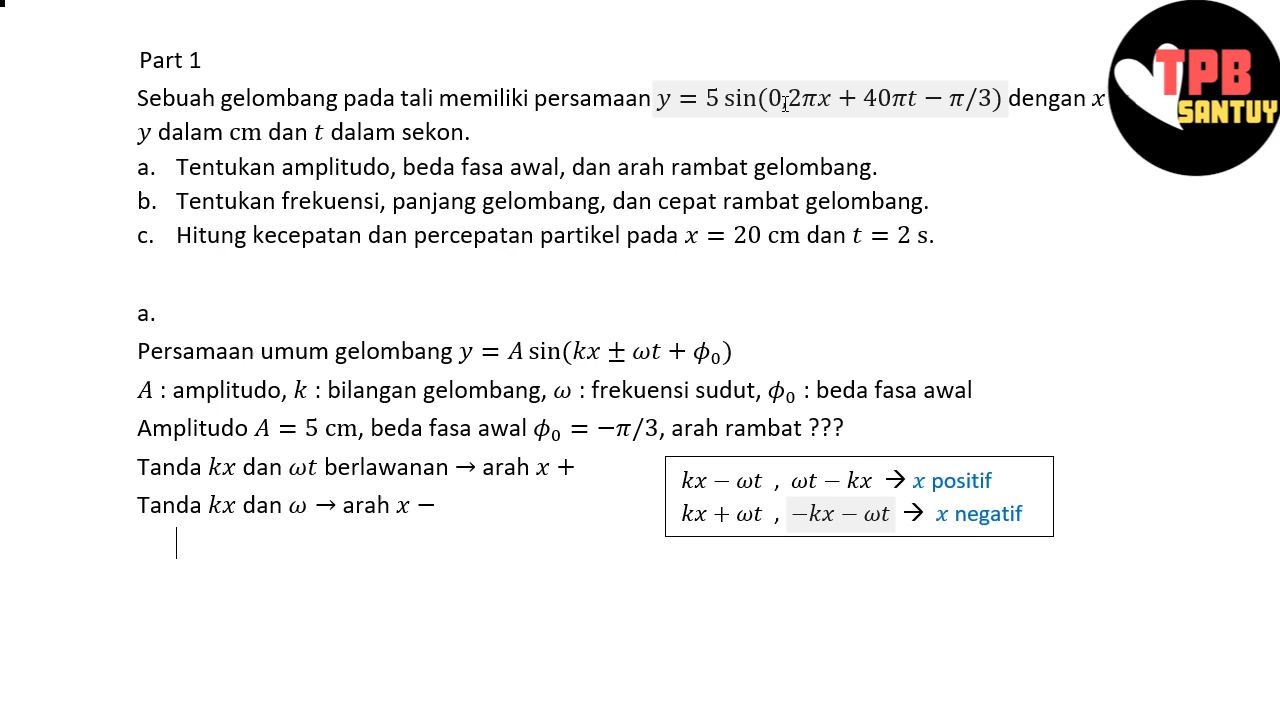 Part 1
Sebuah gelombang pada tali memiliki persamaan y = 5 sin(0,2πx + 40πt − π/3) dengan x
y dalam cm dan t dalam sekon.
a. Tentukan amplitudo, beda fasa awal, dan arah rambat gelombang.
b. Tentukan frekuensi, panjang gelombang, dan cepat rambat gelombang.
c. Hitung kecepatan dan percepatan partikel pada x = 20 cm dan t = 2 s.
a.
Persamaan umum gelombang y = A sin(kx ± ωt + ϕ₀)
A : amplitudo, k : bilangan gelombang, ω : frekuensi sudut, ϕ₀ : beda fasa awal
Amplitudo A = 5 cm, beda fasa awal ϕ₀ = −π/3, arah rambat ???
Tanda kx dan ωt berlawanan → arah x +
Tanda kx dan ω → arah x −
kx − ωt , ωt − kx → x positif
kx + ωt , −kx − ωt → x negatif
TPB
SANTUY